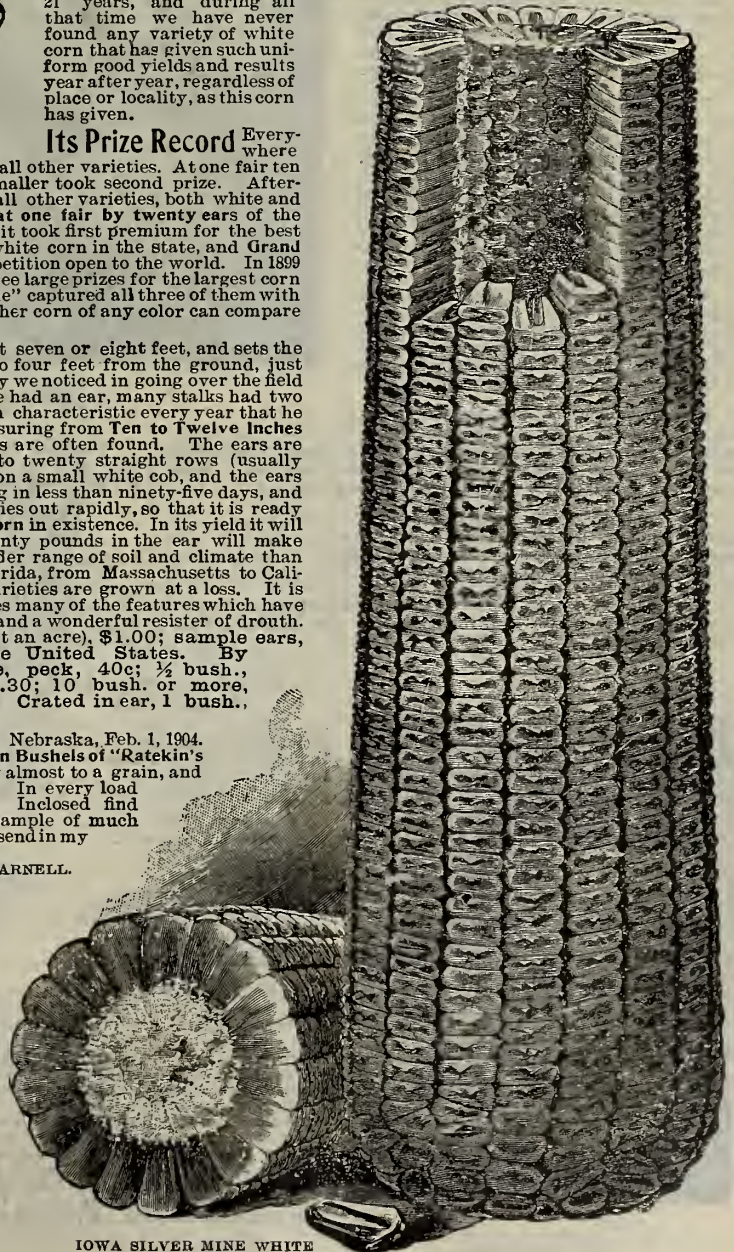 21 years, and during all
that time we have never
found any variety of white
corn that has given such uni-
form good yields and results
year after year, regardless of
place or locality, as this corn
has given.
Its Prize Record Every-
where
all other varieties. At one fair ten
maller took second prize. After-
all other varieties, both white and
at one fair by twenty ears of the
it took first premium for the best
white corn in the state, and Grand
petition open to the world. In 1899
ee large prizes for the largest corn
e" captured all three of them with
her corn of any color can compare
t seven or eight feet, and sets the
o four feet from the ground, just
y we noticed in going over the field
e had an ear, many stalks had two
a characteristic every year that he
suring from Ten to Twelve Inches
s are often found. The ears are
to twenty straight rows (usually
on a small white cob, and the ears
g in less than ninety-five days, and
ies out rapidly, so that it is ready
orn in existence. In its yield it will
nty pounds in the ear will make
der range of soil and climate than
rida, from Massachusetts to Cali-
rieties are grown at a loss. It is
es many of the features which have
and a wonderful resister of drouth.
t an acre), $1.00; sample ears,
e United States. By
e, peck, 40c; ½ bush.,
.30; 10 bush. or more,
Crated in ear, 1 bush.,
Nebraska, Feb. 1, 1904.
n Bushels of "Ratekin's
almost to a grain, and
In every load
Inclosed find
ample of much
send in my
ARNELL.
IOWA SILVER MINE WHITE